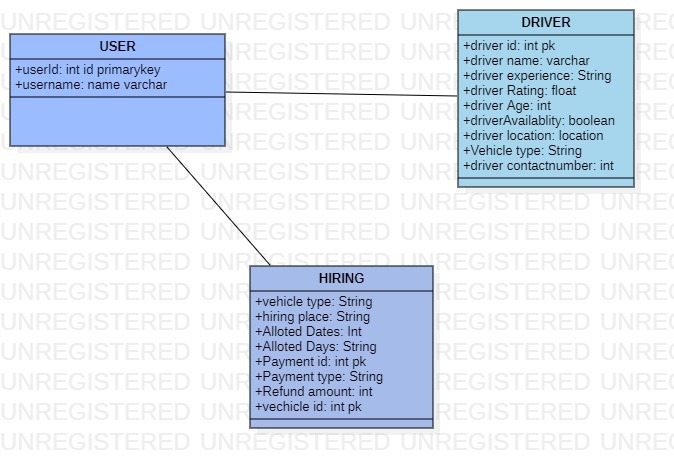 USER
+userId: int id primarykey
+username: name varchar
DRIVER
+driver id: int pk
+driver name: varchar
+driver experience: String
+driver Rating: float
+driver Age: int
+driverAvailablity: boolean
+driver location: location
+Vehicle type: String
+driver contactnumber: int
HIRING
+vehicle type: String
+hiring place: String
+Alloted Dates: Int
+Alloted Days: String
+Payment id: int pk
+Payment type: String
+Refund amount: int
+vechicle id: int pk
UNREGISTERED UNREGISTERED UNREGISTERED UNREG